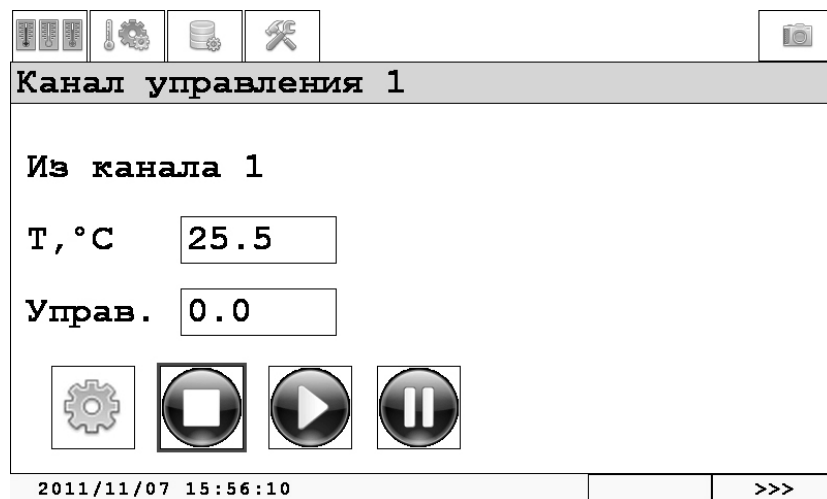 Канал управления 1
Из канала 1
Т,°С 25.5
Управ. 0.0
2011/11/07 15:56:10 >>>